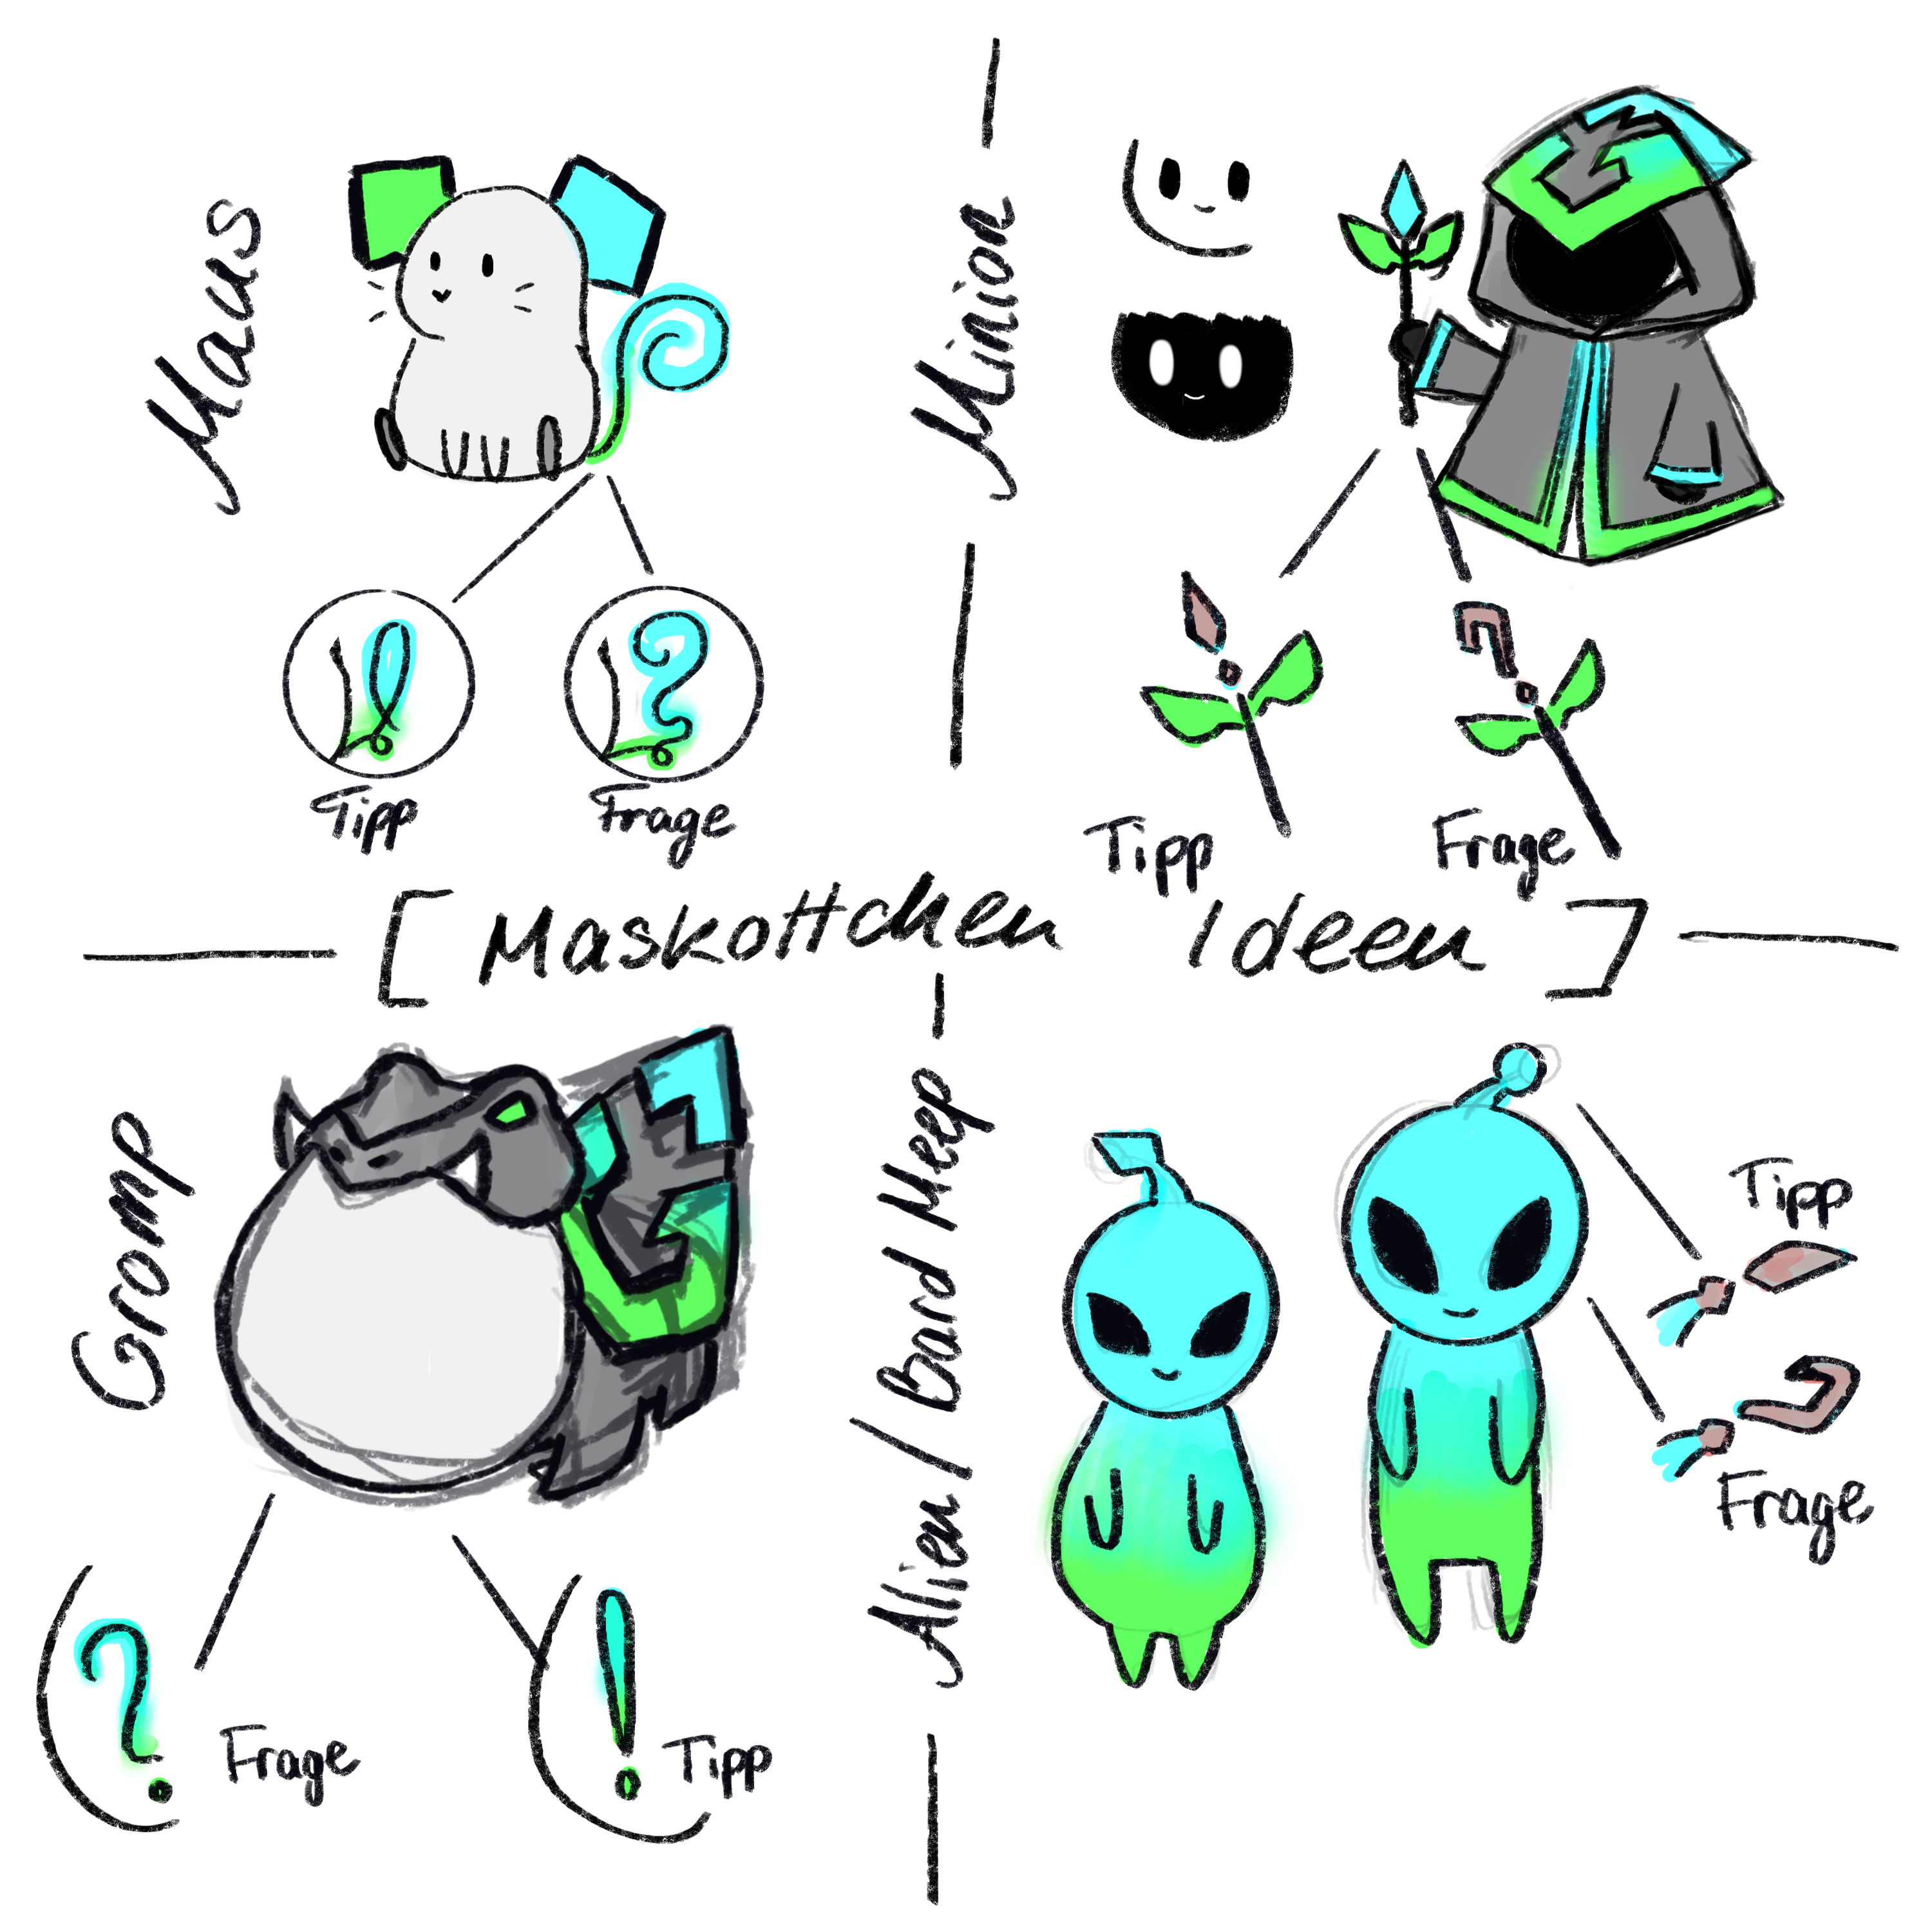 Maus
Tipp
Frage
Minion
Tipp
Frage
[Maskottchen Ideen]
Gromp
? Frage
! Tipp
Alien / Bard Meep
Tipp
Frage